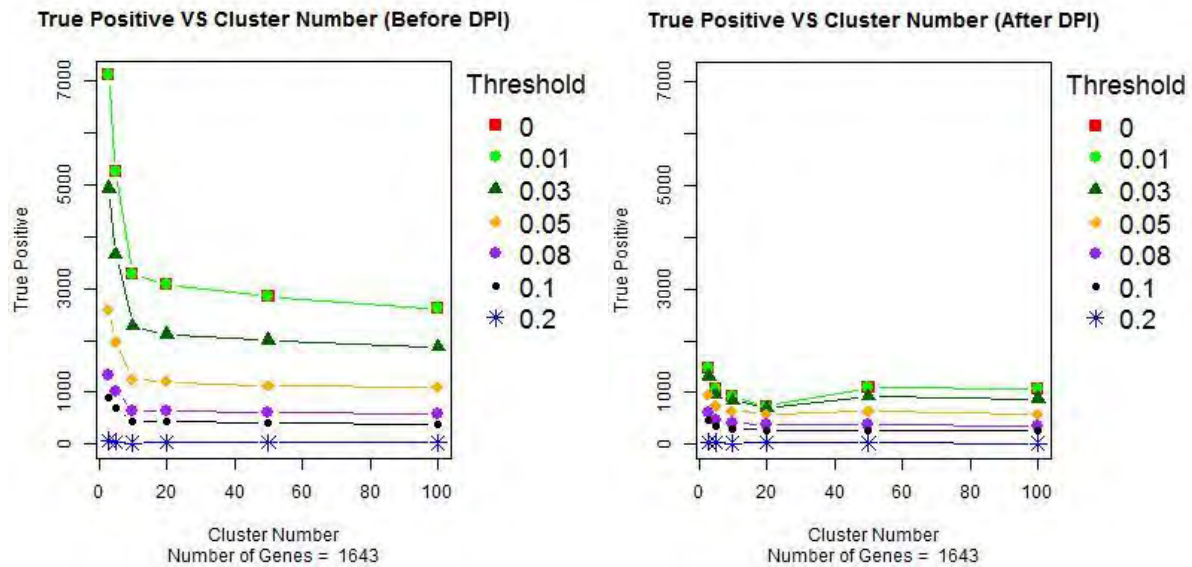 True Positive VS Cluster Number (Before DPI)
True Positive
7000
5000
3000
1000
0
0 20 40 60 80 100
Cluster Number
Number of Genes = 1643
Threshold
0
0.01
0.03
0.05
0.08
0.1
0.2
True Positive VS Cluster Number (After DPI)
True Positive
7000
5000
3000
1000
0
0 20 40 60 80 100
Cluster Number
Number of Genes = 1643
Threshold
0
0.01
0.03
0.05
0.08
0.1
0.2